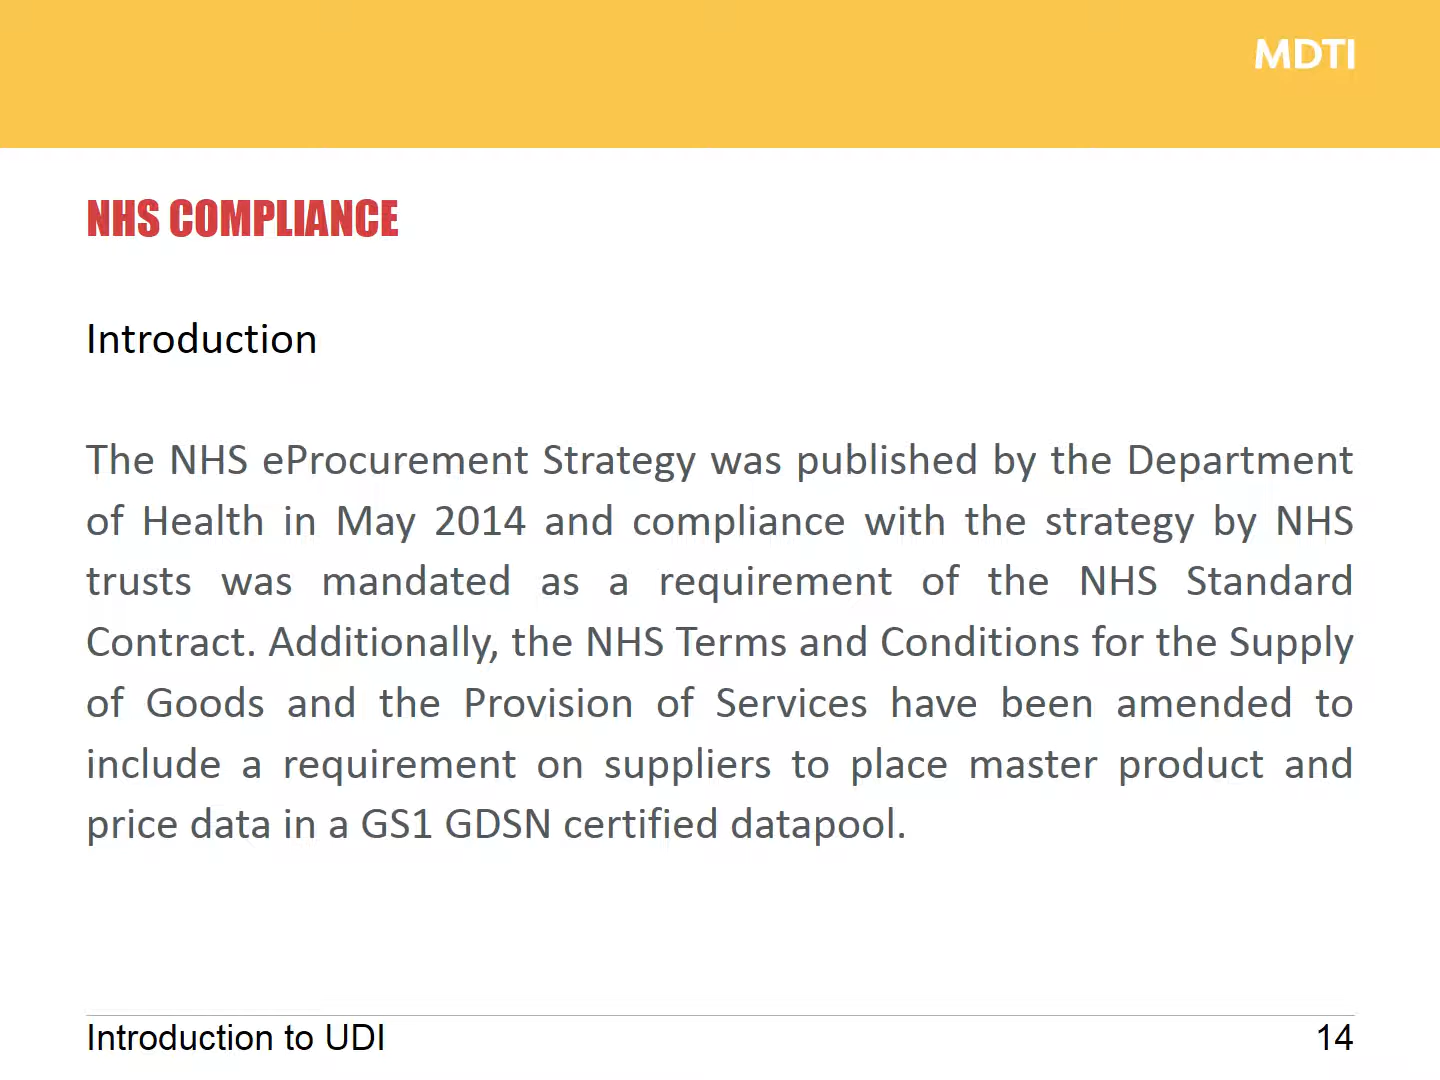 MDTI
NHS COMPLIANCE
Introduction
The NHS eProcurement Strategy was published by the Department
of Health in May 2014 and compliance with the strategy by NHS
trusts was mandated as a requirement of the NHS Standard
Contract. Additionally, the NHS Terms and Conditions for the Supply
of Goods and the Provision of Services have been amended to
include a requirement on suppliers to place master product and
price data in a GS1 GDSN certified datapool.
Introduction to UDI
14